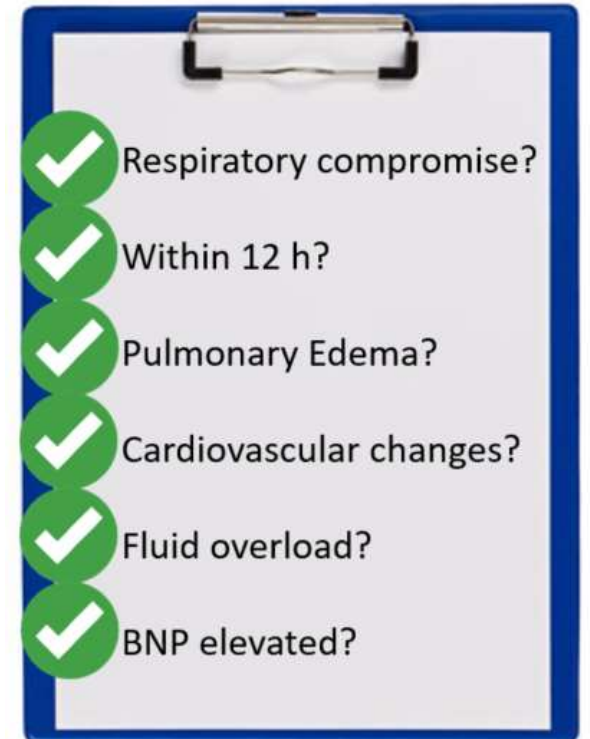 Respiratory compromise?
Within 12 h?
Pulmonary Edema?
Cardiovascular changes?
Fluid overload?
BNP elevated?